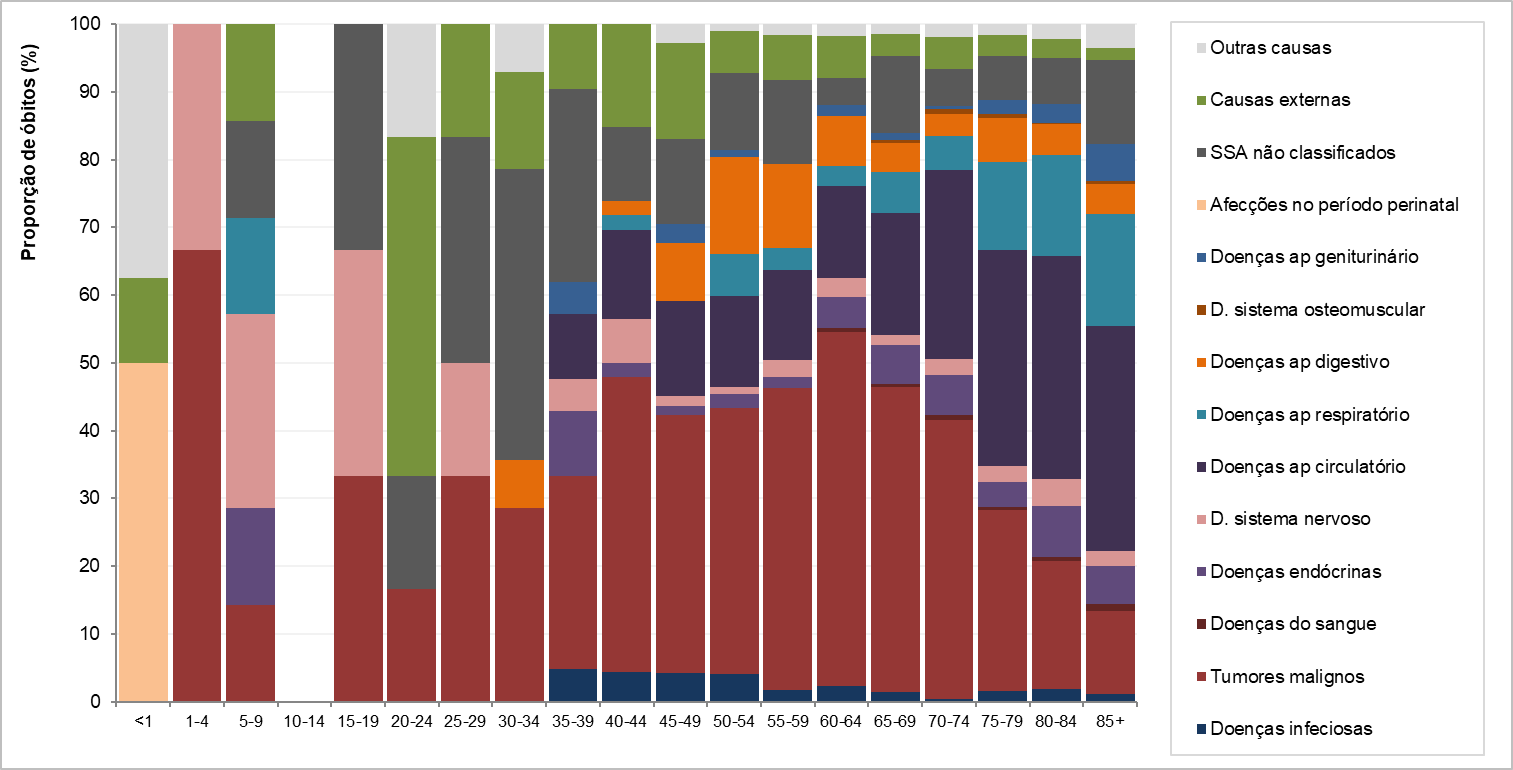 Proporção de óbitos (%)
100
90
80
70
60
50
40
30
20
10
0
<1 1-4 5-9 10-14 15-19 20-24 25-29 30-34 35-39 40-44 45-49 50-54 55-59 60-64 65-69 70-74 75-79 80-84 85+
Outras causas
Causas externas
SSA não classificados
Afecções no período perinatal
Doenças ap geniturinário
D. sistema osteomuscular
Doenças ap digestivo
Doenças ap respiratório
Doenças ap circulatório
D. sistema nervoso
Doenças endócrinas
Doenças do sangue
Tumores malignos
Doenças infeciosas